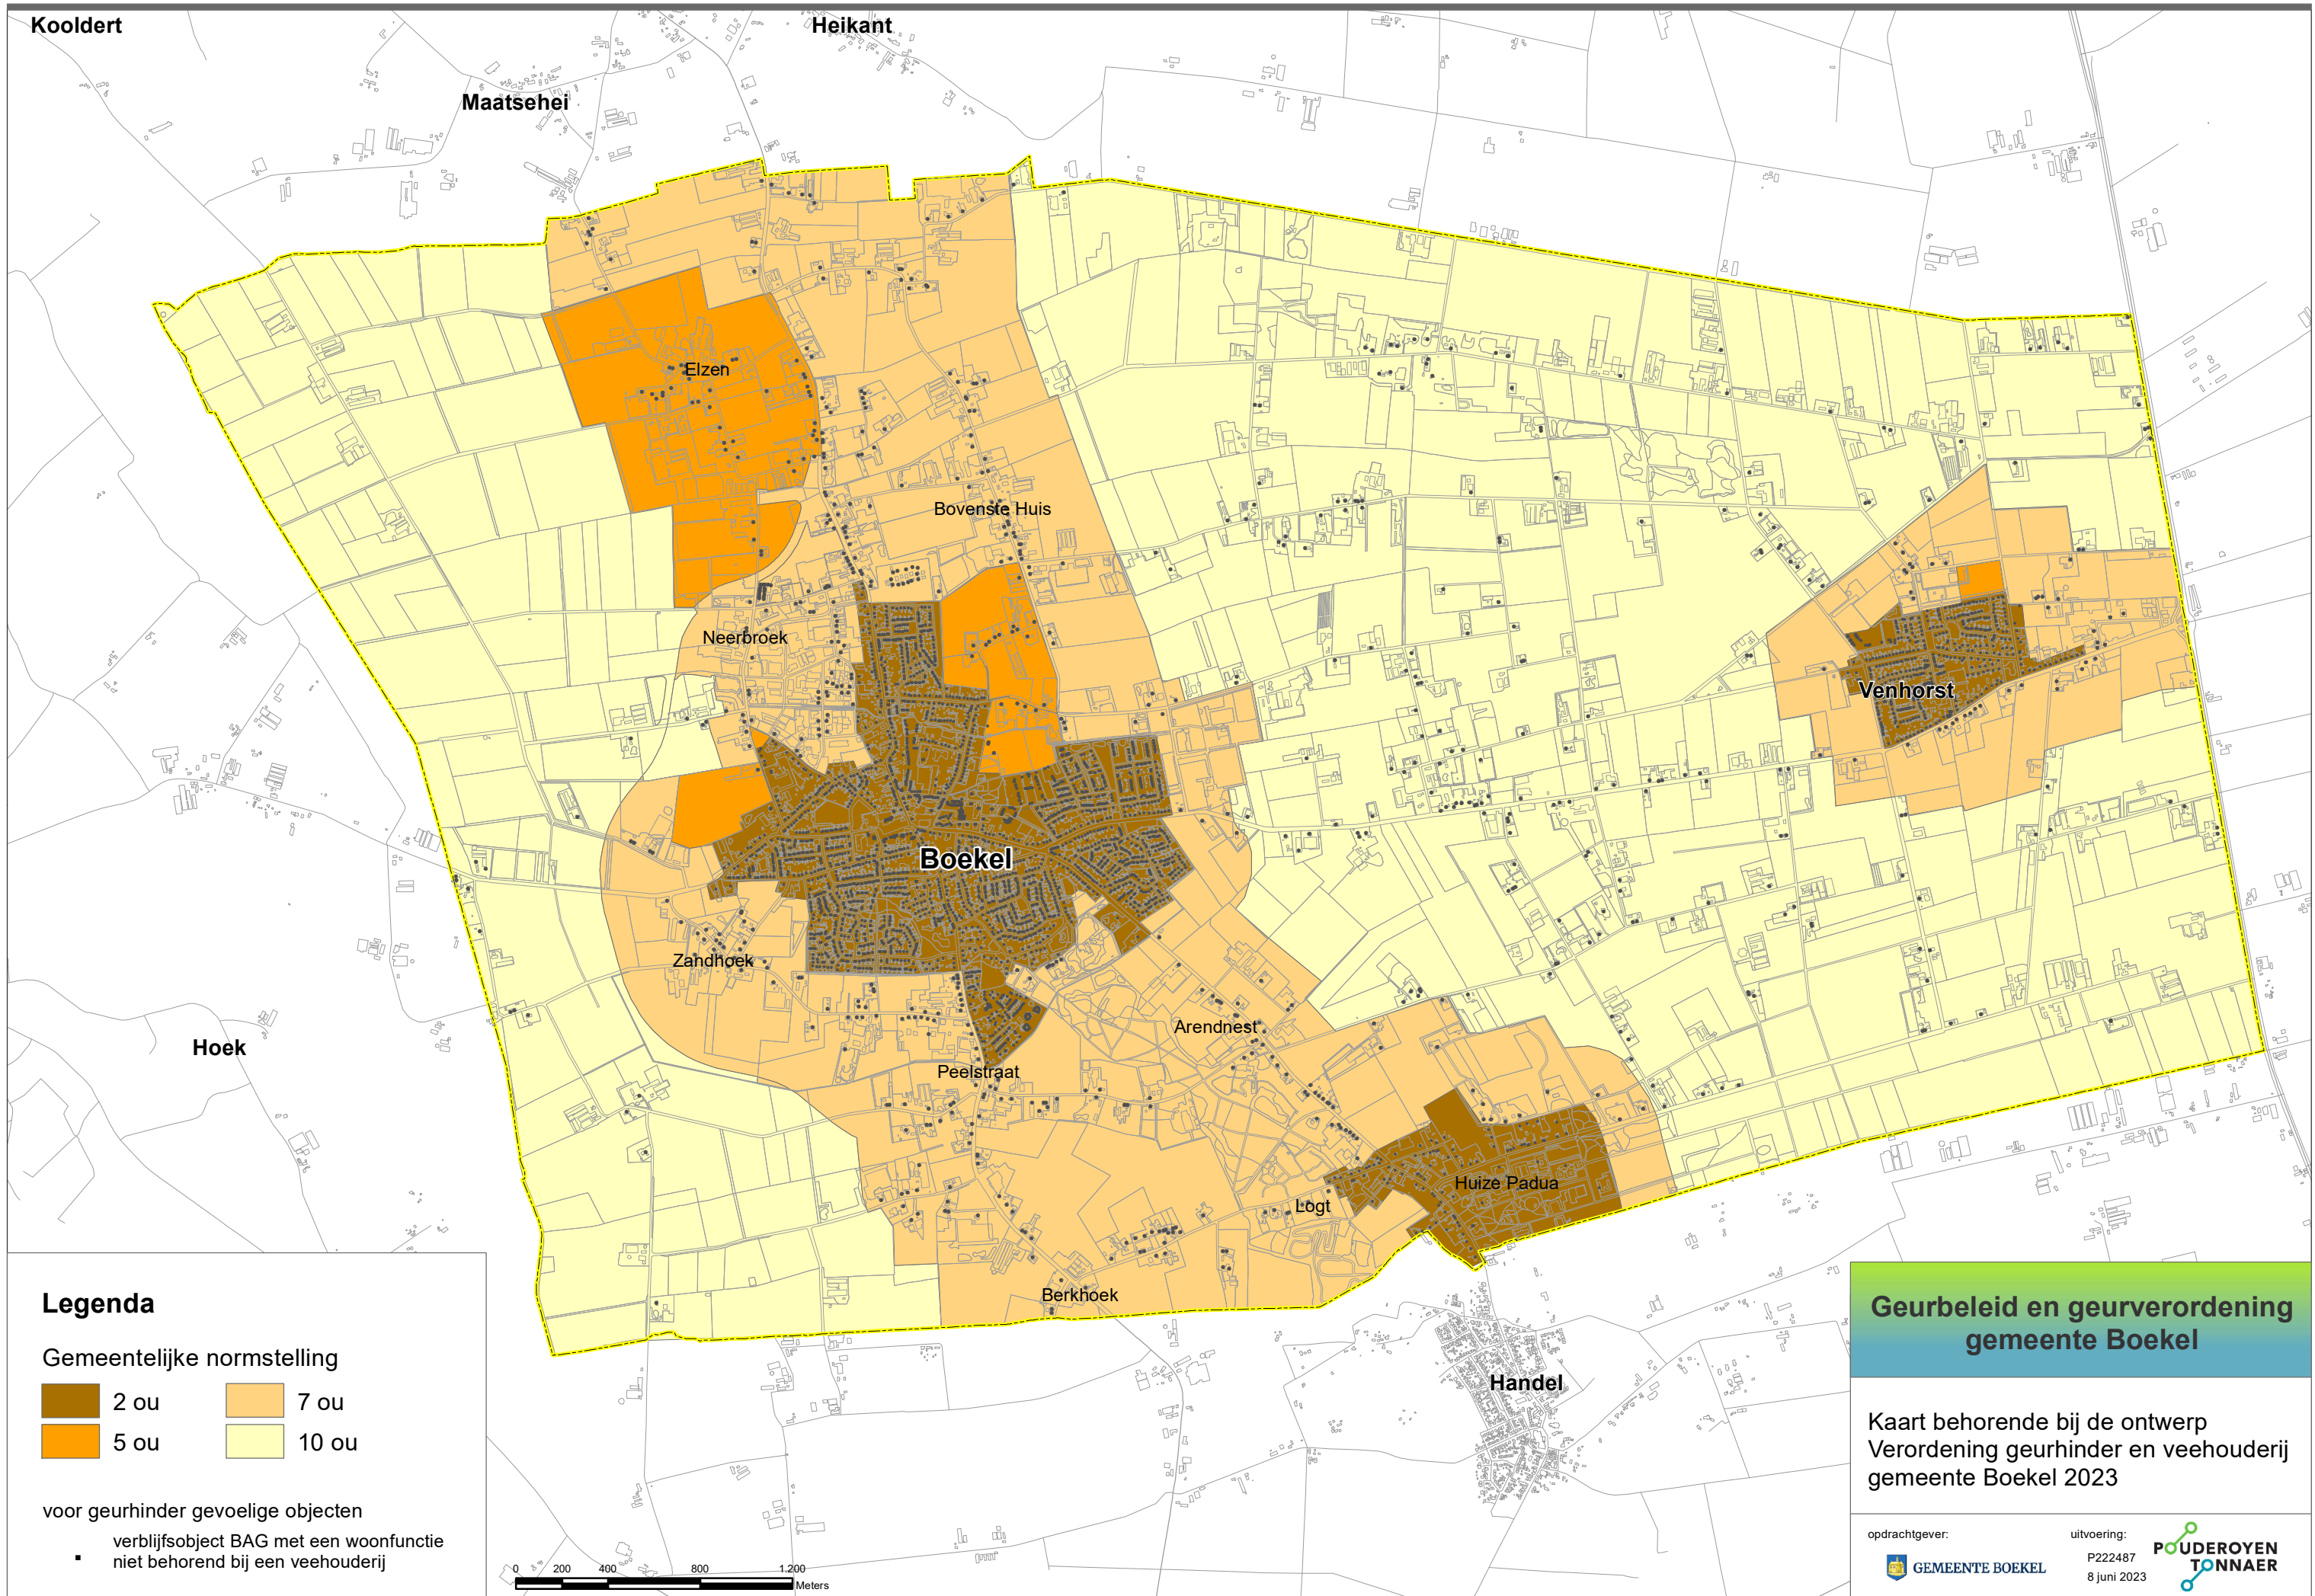 Kooldert
Heikant
Maatsehei
Elzen
Bovenste Huis
Neerbroek
Venhorst
Boekel
Zandhoek
Arendnest
Hoek
Peelstraat
Huize Padua
Logt
Berkhoek
Handel
Legenda
Gemeentelijke normstelling
2 ou
7 ou
5 ou
10 ou
voor geurhinder gevoelige objecten
verblijfsobject BAG met een woonfunctie
niet behorend bij een veehouderij
0 200 400 800 1.200
Meters
Geurbeleid en geurverordening
gemeente Boekel
Kaart behorende bij de ontwerp
Verordening geurhinder en veehouderij
gemeente Boekel 2023
opdrachtgever:
GEMEENTE BOEKEL
uitvoering:
P222487
8 juni 2023
POUDEROYEN
TONNAER